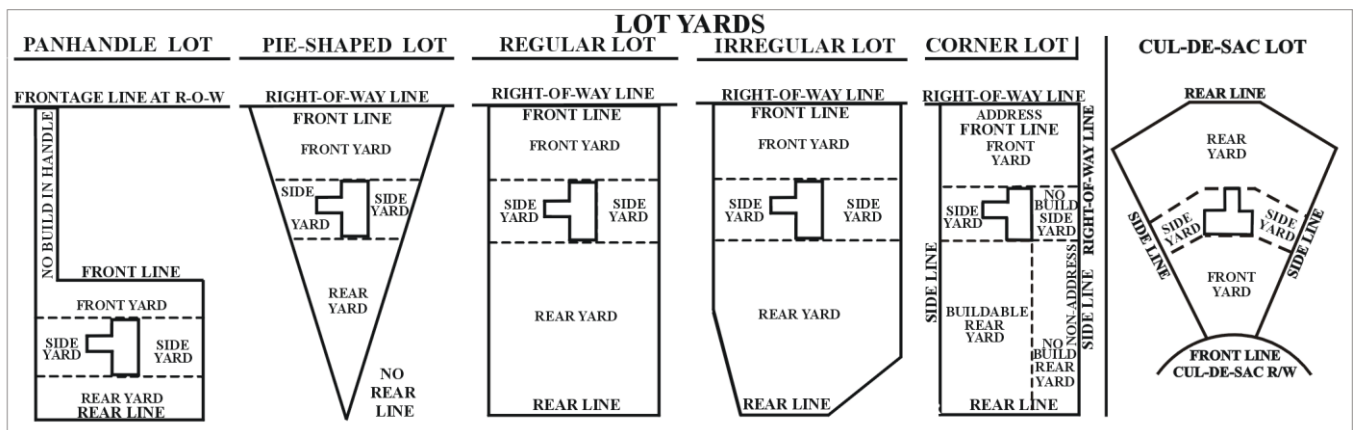 LOT YARDS
PANHANDLE LOT
FRONTAGE LINE AT R-O-W
NO BUILD IN HANDLE
FRONT LINE
FRONT YARD
SIDE
YARD
SIDE
YARD
REAR YARD
REAR LINE
PIE-SHAPED LOT
RIGHT-OF-WAY LINE
FRONT LINE
FRONT YARD
SIDE
YARD
SIDE
YARD
REAR
YARD
NO
REAR
LINE
REGULAR LOT
RIGHT-OF-WAY LINE
FRONT LINE
FRONT YARD
SIDE
YARD
SIDE
YARD
REAR YARD
REAR LINE
IRREGULAR LOT
RIGHT-OF-WAY LINE
FRONT LINE
FRONT YARD
SIDE
YARD
SIDE
YARD
REAR YARD
REAR LINE
CORNER LOT
RIGHT-OF-WAY LINE
ADDRESS
FRONT LINE
FRONT
YARD
SIDE
YARD
NO
BUILD
SIDE
YARD
SIDE LINE
BUILDABLE
REAR
YARD
NO BUILD
REAR
YARD
NON-ADDRESS
SIDE LINE RIGHT-OF-WAY LINE
REAR LINE
CUL-DE-SAC LOT
REAR LINE
REAR
YARD
SIDE
YARD
SIDE
YARD
SIDE LINE
SIDE LINE
FRONT
YARD
FRONT LINE
CUL-DE-SAC R/W